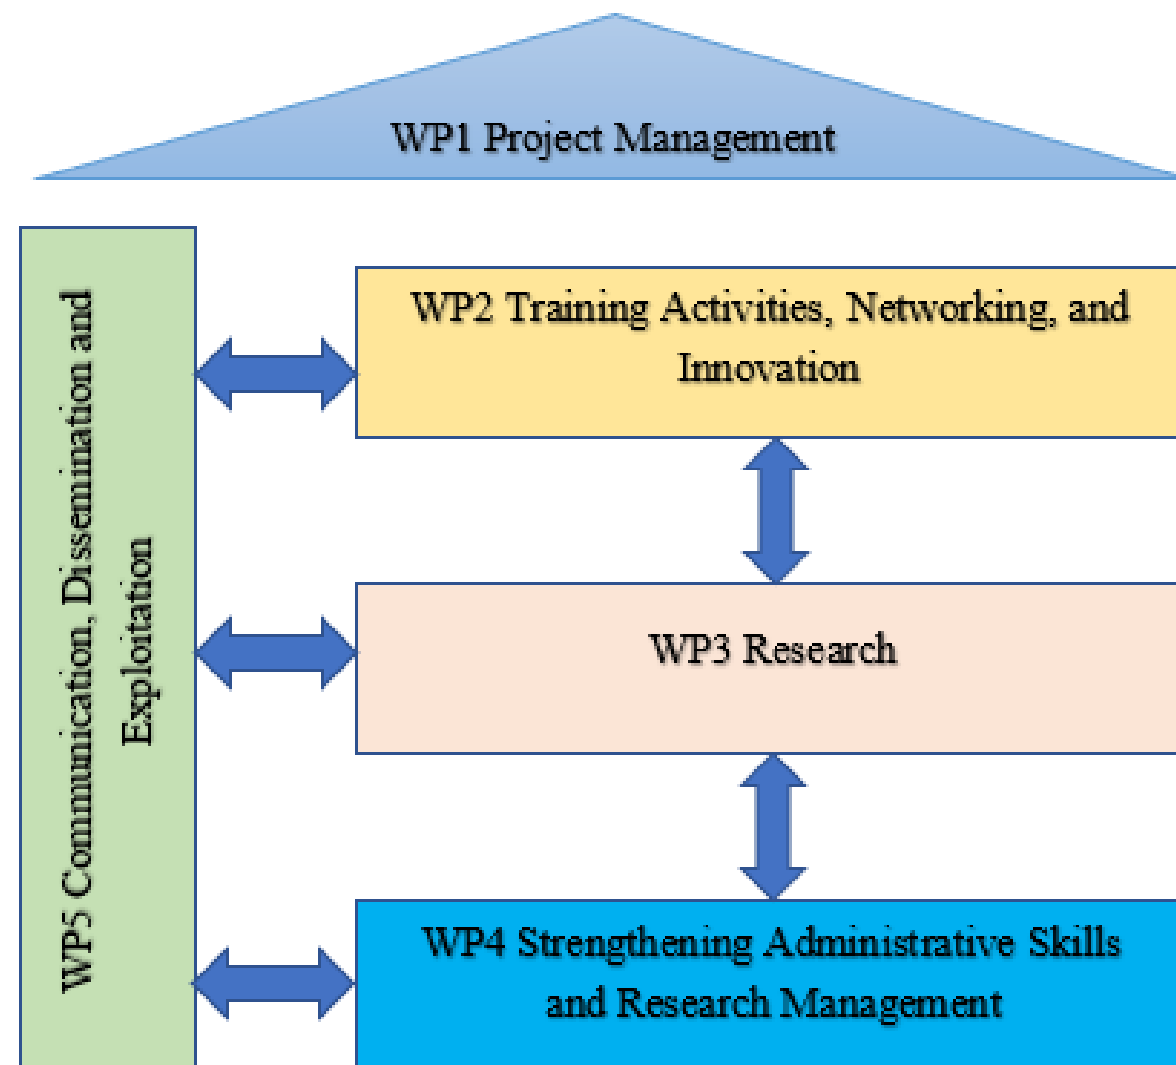 WP1 Project Management
WP5 Communication, Dissemination and
Exploitation
WP2 Training Activities, Networking, and
Innovation
WP3 Research
WP4 Strengthening Administrative Skills
and Research Management